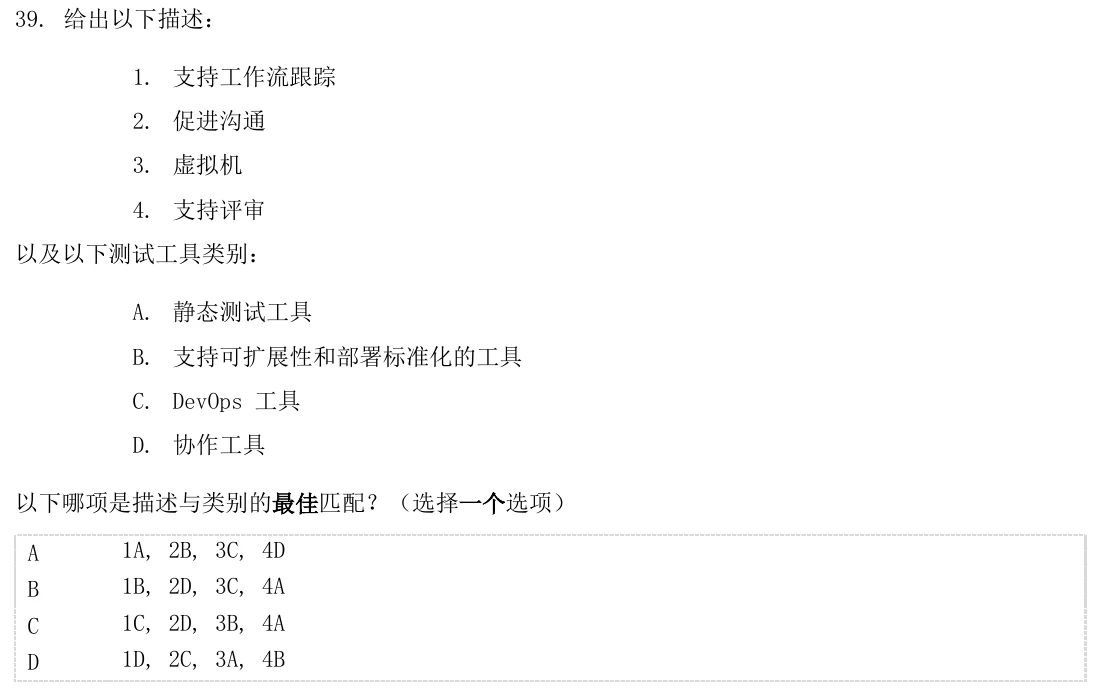 39. 给出以下描述：
1. 支持工作流跟踪
2. 促进沟通
3. 虚拟机
4. 支持评审
以及以下测试工具类别：
A. 静态测试工具
B. 支持可扩展性和部署标准化的工具
C. DevOps 工具
D. 协作工具
以下哪项是描述与类别的最佳匹配？（选择一个选项）
A 1A, 2B, 3C, 4D
B 1B, 2D, 3C, 4A
C 1C, 2D, 3B, 4A
D 1D, 2C, 3A, 4B